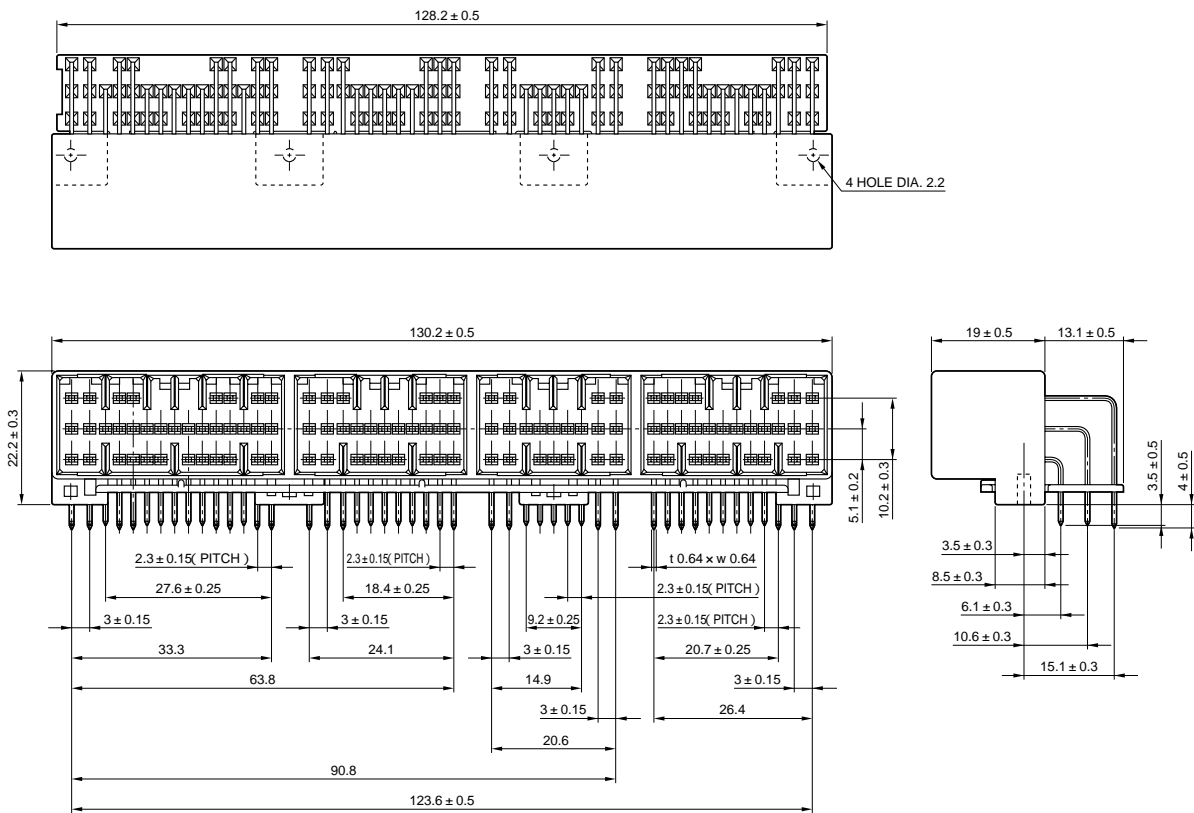 128.2 ± 0.5
4 HOLE DIA. 2.2
130.2 ± 0.5
19 ± 0.5
13.1 ± 0.5
22.2 ± 0.3
5.1 ± 0.2
10.2 ± 0.3
3.5 ± 0.5
4 ± 0.5
2.3 ± 0.15( PITCH )
2.3 ± 0.15( PITCH )
t 0.64 × w 0.64
3.5 ± 0.3
27.6 ± 0.25
18.4 ± 0.25
2.3 ± 0.15( PITCH )
8.5 ± 0.3
3 ± 0.15
3 ± 0.15
9.2 ± 0.25
2.3 ± 0.15( PITCH )
6.1 ± 0.3
33.3
24.1
3 ± 0.15
20.7 ± 0.25
10.6 ± 0.3
63.8
14.9
3 ± 0.15
15.1 ± 0.3
3 ± 0.15
26.4
20.6
90.8
123.6 ± 0.5